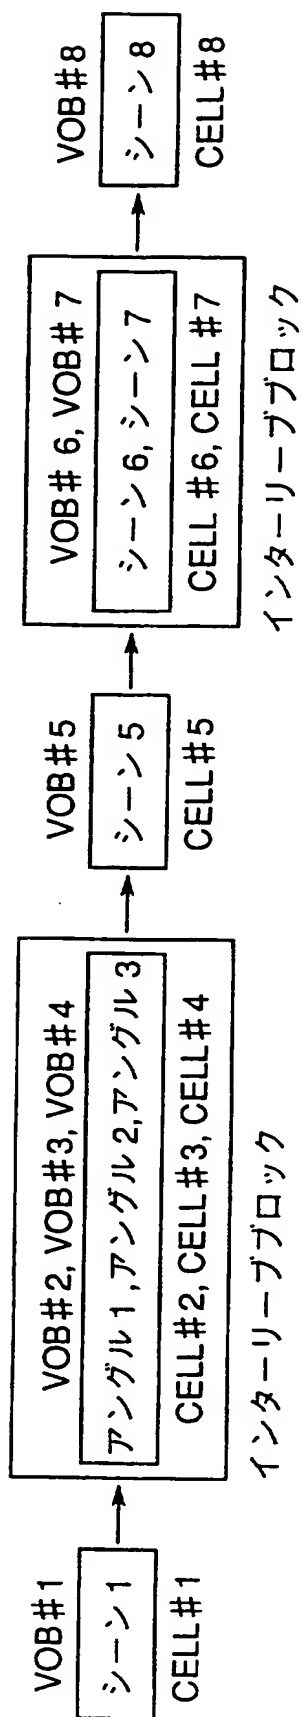 VOB#1
シーン1
CELL#1
VOB#2, VOB#3, VOB#4
アングル1,アングル2,アングル3
CELL#2, CELL#3, CELL#4
インターリーブブロック
VOB#5
シーン5
CELL#5
VOB# 6, VOB# 7
シーン6,シーン7
CELL #6, CELL #7
インターリーブブロック
VOB#8
シーン8
CELL#8